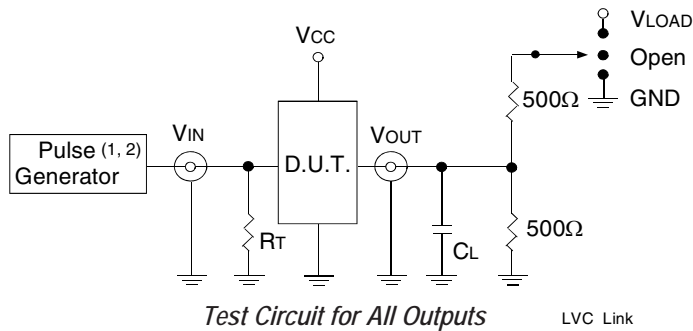 VLOAD
VCC
Open
500Ω
GND
VIN
VOUT
Pulse (1, 2)
Generator
D.U.T.
RT
CL
500Ω
Test Circuit for All Outputs
LVC Link